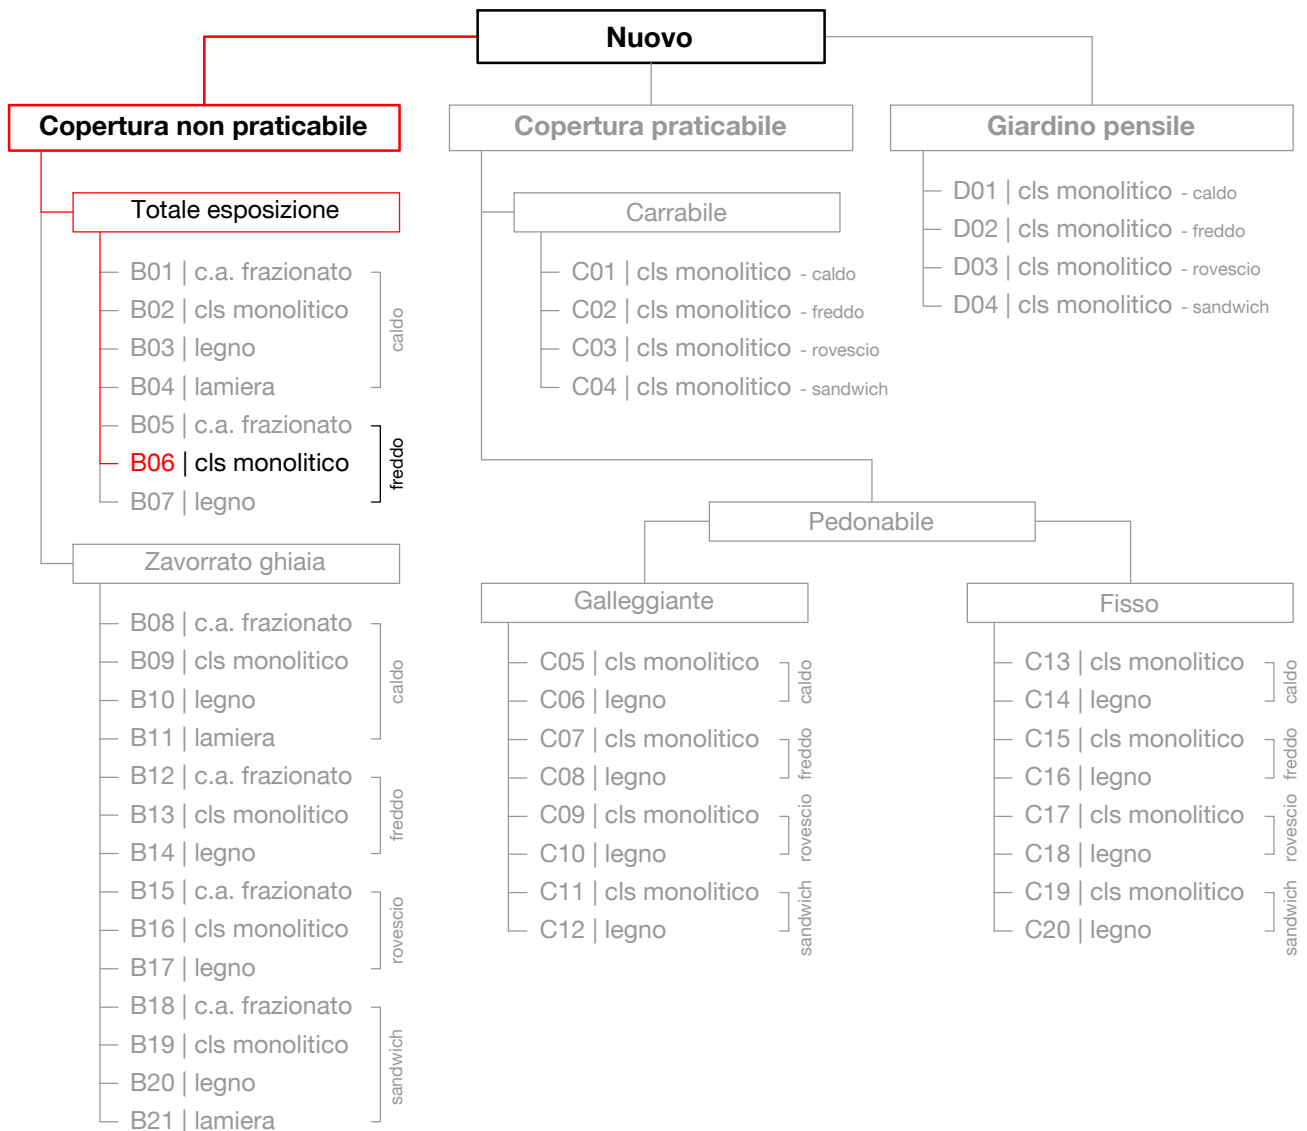 Nuovo
Copertura non praticabile
Totale esposizione
B01 | c.a. frazionato
B02 | cls monolitico
B03 | legno
B04 | lamiera
caldo
B05 | c.a. frazionato
B06 | cls monolitico
B07 | legno
freddo
Zavorrato ghiaia
B08 | c.a. frazionato
B09 | cls monolitico
B10 | legno
B11 | lamiera
caldo
B12 | c.a. frazionato
B13 | cls monolitico
B14 | legno
freddo
B15 | c.a. frazionato
B16 | cls monolitico
B17 | legno
rovescio
B18 | c.a. frazionato
B19 | cls monolitico
B20 | legno
B21 | lamiera
sandwich
Copertura praticabile
Carrabile
C01 | cls monolitico - caldo
C02 | cls monolitico - freddo
C03 | cls monolitico - rovescio
C04 | cls monolitico - sandwich
Pedonabile
Galleggiante
C05 | cls monolitico
C06 | legno
caldo
C07 | cls monolitico
C08 | legno
freddo
C09 | cls monolitico
C10 | legno
rovescio
C11 | cls monolitico
C12 | legno
sandwich
Fisso
C13 | cls monolitico
C14 | legno
caldo
C15 | cls monolitico
C16 | legno
freddo
C17 | cls monolitico
C18 | legno
rovescio
C19 | cls monolitico
C20 | legno
sandwich
Giardino pensile
D01 | cls monolitico - caldo
D02 | cls monolitico - freddo
D03 | cls monolitico - rovescio
D04 | cls monolitico - sandwich